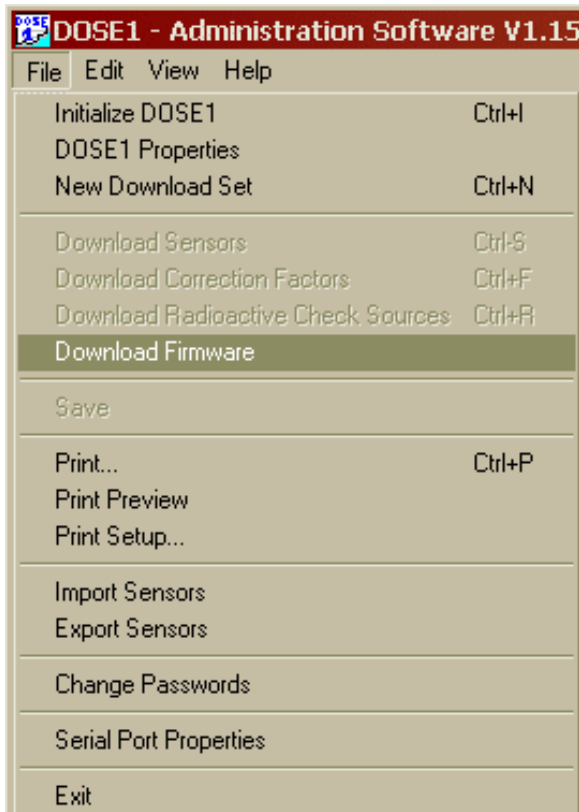 DOSE DOSE1 - Administration Software V1.15
File Edit View Help
Initialize DOSE1 Ctrl+I
DOSE1 Properties
New Download Set Ctrl+N
Download Sensors Ctrl-S
Download Correction Factors Ctrl+F
Download Radioactive Check Sources Ctrl+R
Download Firmware
Save
Print... Ctrl+P
Print Preview
Print Setup...
Import Sensors
Export Sensors
Change Passwords
Serial Port Properties
Exit